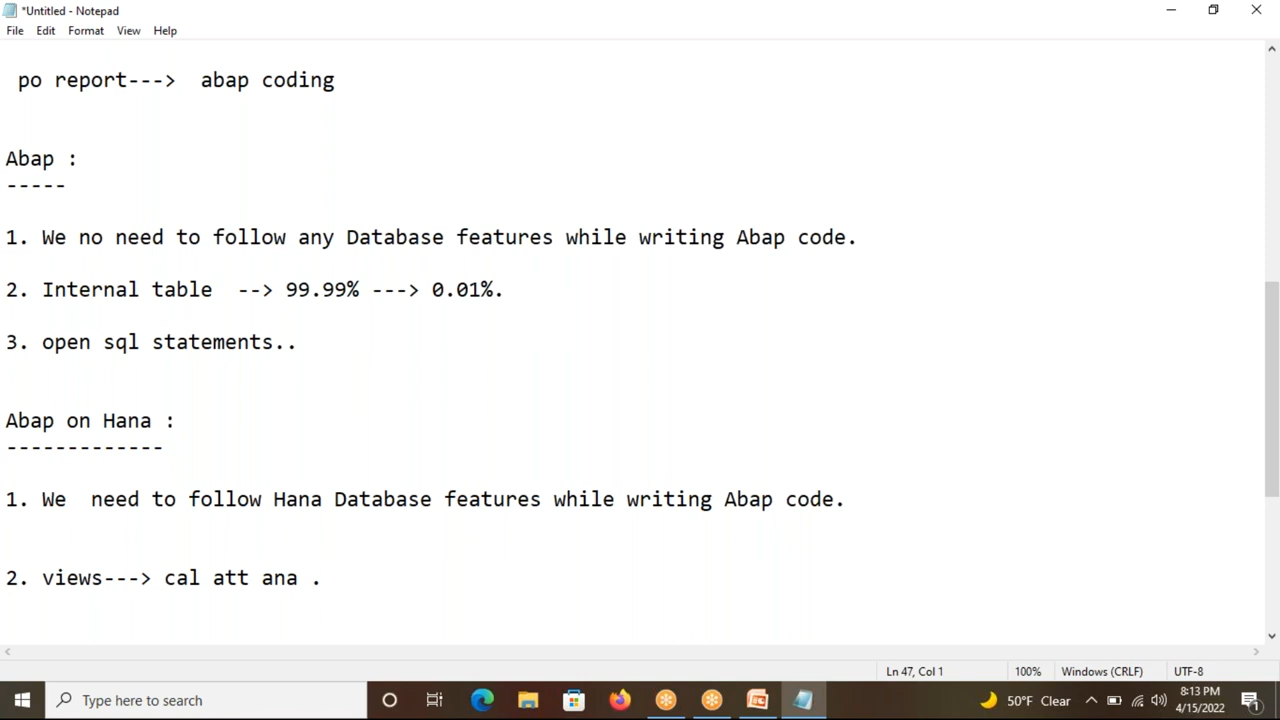 *Untitled - Notepad
File Edit Format View Help
po report---> abap coding
Abap :
-----
1. We no need to follow any Database features while writing Abap code.
2. Internal table --> 99.99% ---> 0.01%.
3. open sql statements..
Abap on Hana :
-------------
1. We  need to follow Hana Database features while writing Abap code.
2. views---> cal att ana .
Ln 47, Col 1 100% Windows (CRLF) UTF-8
Type here to search
50°F Clear
8:13 PM
4/15/2022
1